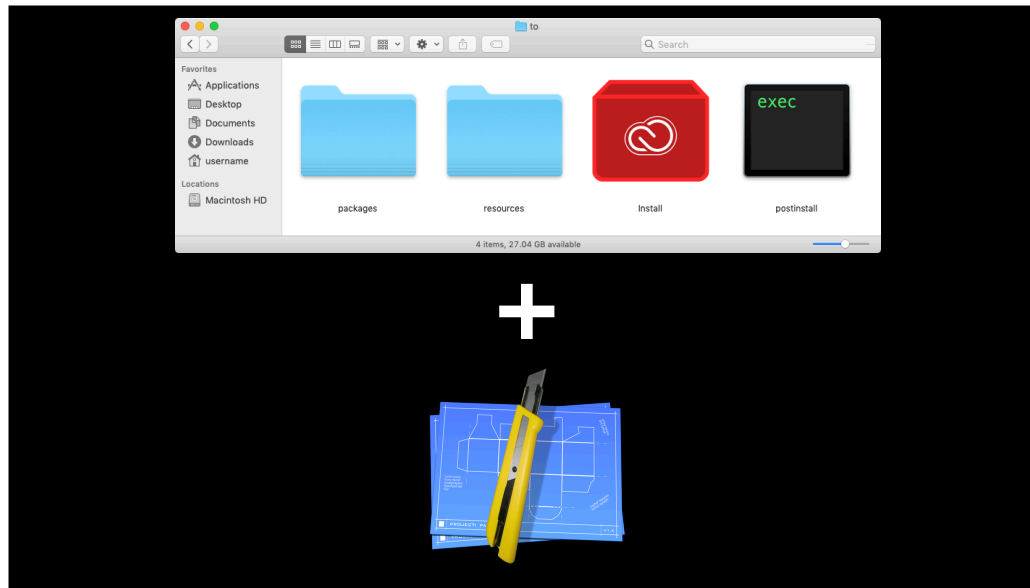 to
Search
Favorites
Applications
Desktop
Documents
Downloads
username
Locations
Macintosh HD
exec
packages
resources
Install
postinstall
4 items, 27.04 GB available